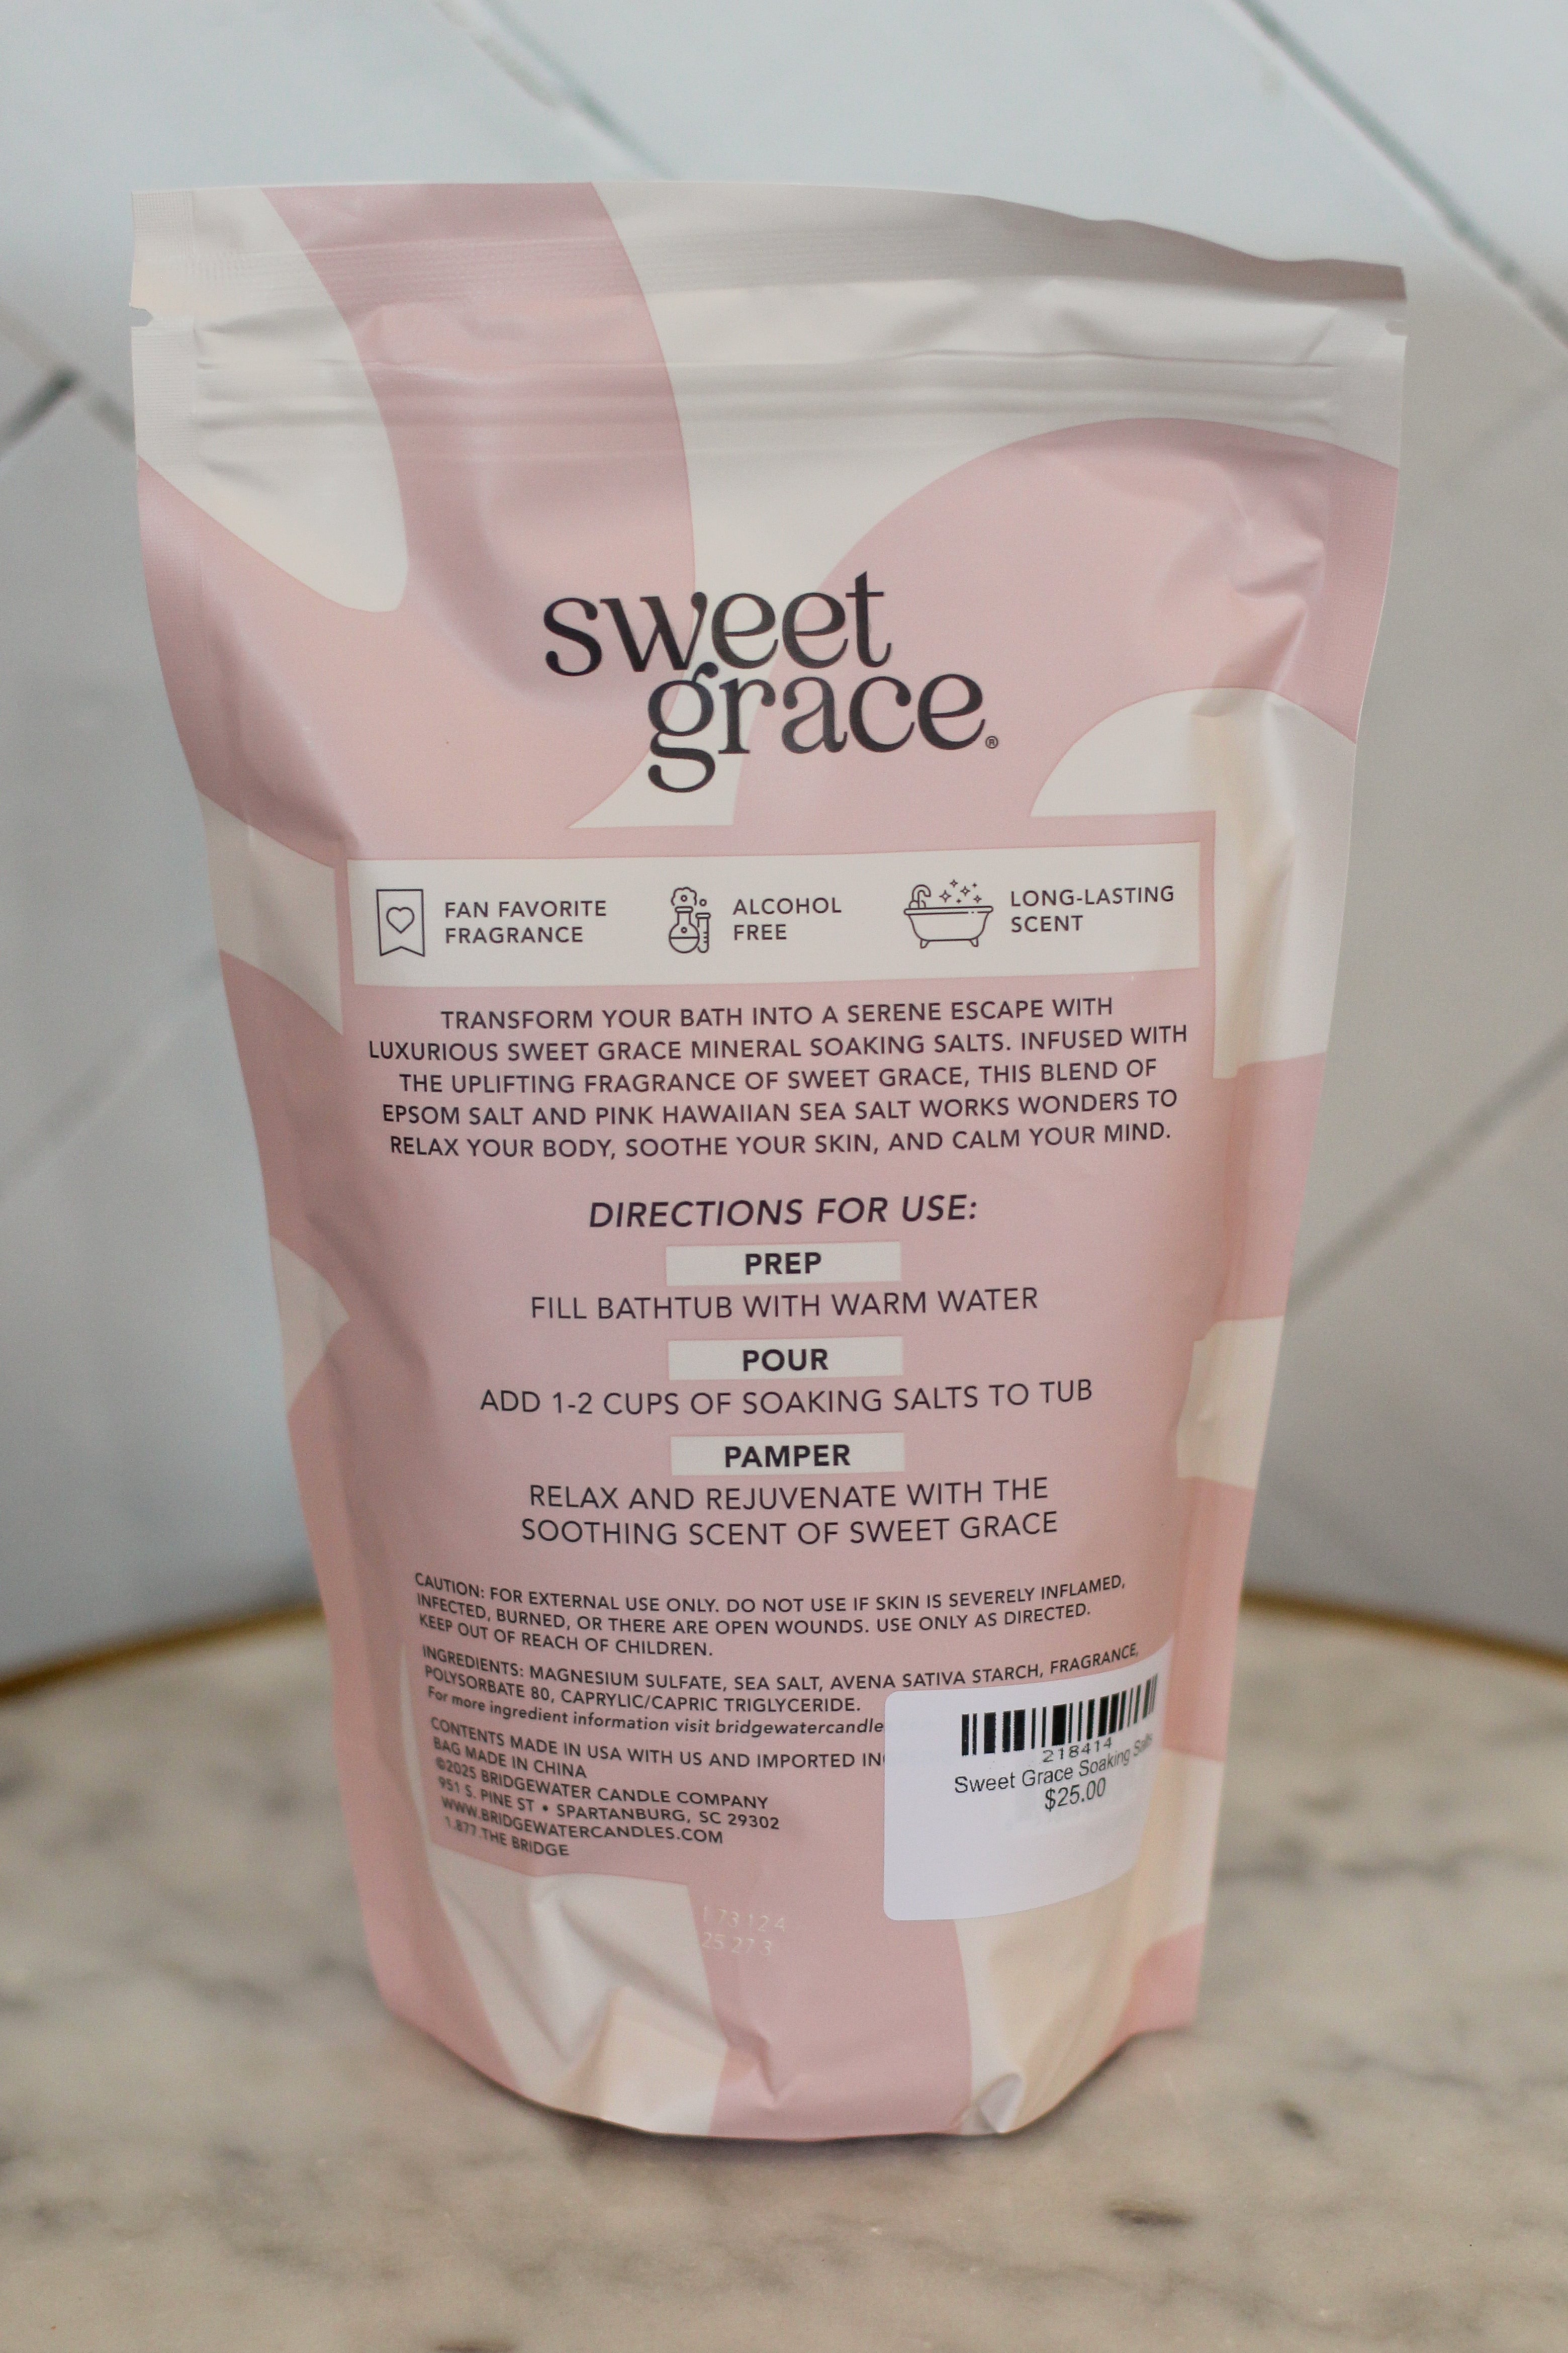 sweet
grace®
FAN FAVORITE
FRAGRANCE
ALCOHOL
FREE
LONG-LASTING
SCENT
TRANSFORM YOUR BATH INTO A SERENE ESCAPE WITH
LUXURIOUS SWEET GRACE MINERAL SOAKING SALTS. INFUSED WITH
THE UPLIFTING FRAGRANCE OF SWEET GRACE, THIS BLEND OF
EPSOM SALT AND PINK HAWAIIAN SEA SALT WORKS WONDERS TO
RELAX YOUR BODY, SOOTHE YOUR SKIN, AND CALM YOUR MIND.
DIRECTIONS FOR USE:
PREP
FILL BATHTUB WITH WARM WATER
POUR
ADD 1-2 CUPS OF SOAKING SALTS TO TUB
PAMPER
RELAX AND REJUVENATE WITH THE
SOOTHING SCENT OF SWEET GRACE
CAUTION: FOR EXTERNAL USE ONLY. DO NOT USE IF SKIN IS SEVERELY INFLAMED,
INFECTED, BURNED, OR THERE ARE OPEN WOUNDS. USE ONLY AS DIRECTED.
KEEP OUT OF REACH OF CHILDREN.
INGREDIENTS: MAGNESIUM SULFATE, SEA SALT, AVENA SATIVA STARCH, FRAGRANCE,
POLYSORBATE 80, CAPRYLIC/CAPRIC TRIGLYCERIDE.
For more ingredient information visit bridgewatercandle
CONTENTS MADE IN USA WITH US AND IMPORTED
BAG MADE IN CHINA
©2025 BRIDGEWATER CANDLE COMPANY
951 S. PINE ST • SPARTANBURG, SC 29302
WWW.BRIDGEWATERCANDLES.COM
1.877.THE BRIDGE
218414
Sweet Grace Soaking Salts
$25.00